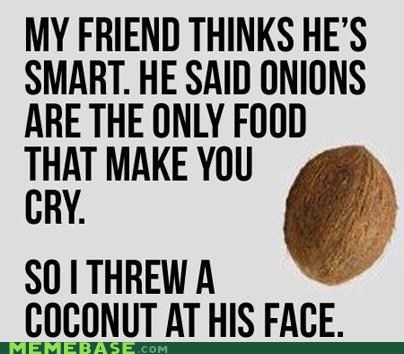 MY FRIEND THINKS HE'S
SMART. HE SAID ONIONS
ARE THE ONLY FOOD
THAT MAKE YOU
CRY.
SO I THREW A
COCONUT AT HIS FACE.
MEMEBASE.COM